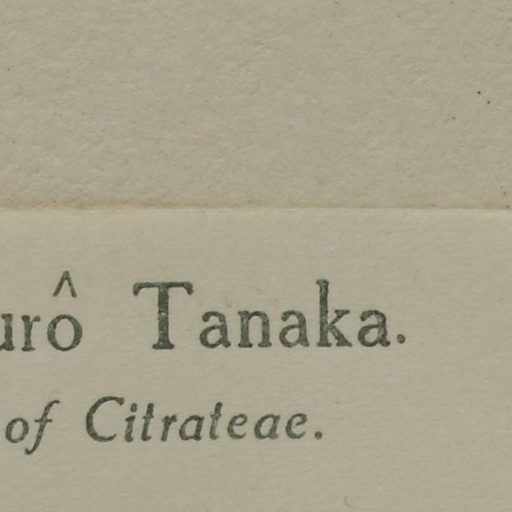 urô Tanaka.
of Citrateae.